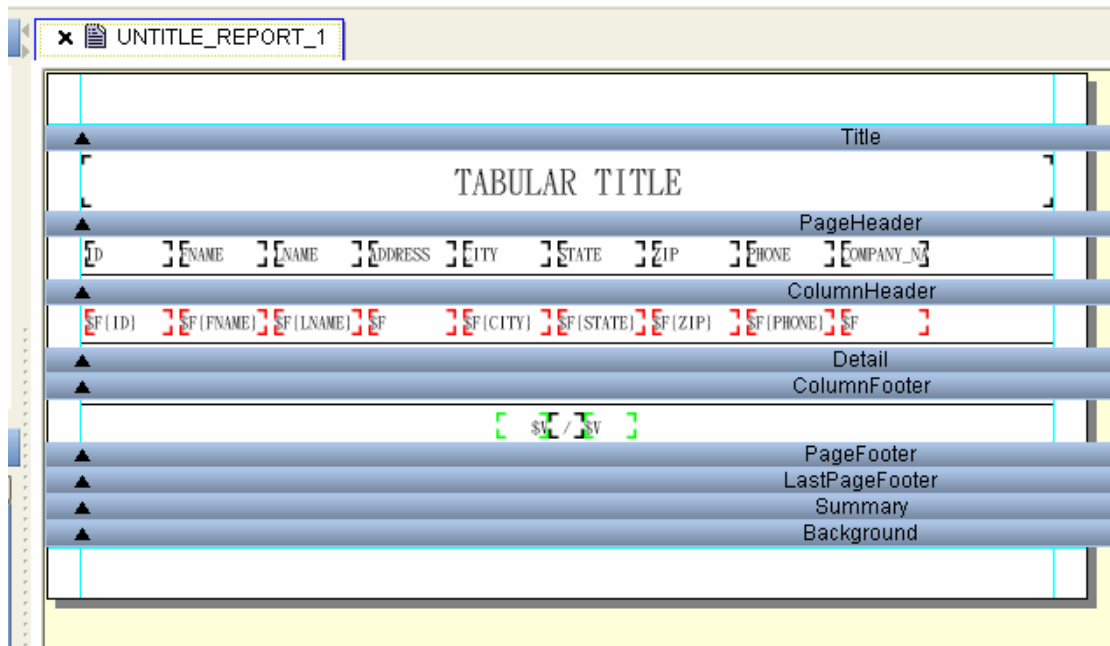 UNTITLE_REPORT_1
Title
TABULAR TITLE
PageHeader
ID FNAME LNAME ADDRESS CITY STATE ZIP PHONE COMPANY_NA
ColumnHeader
$F{ID} $F{FNAME} $F{LNAME} $F $F{CITY} $F{STATE} $F{ZIP} $F{PHONE} $F
Detail
ColumnFooter
$V / $V
PageFooter
LastPageFooter
Summary
Background